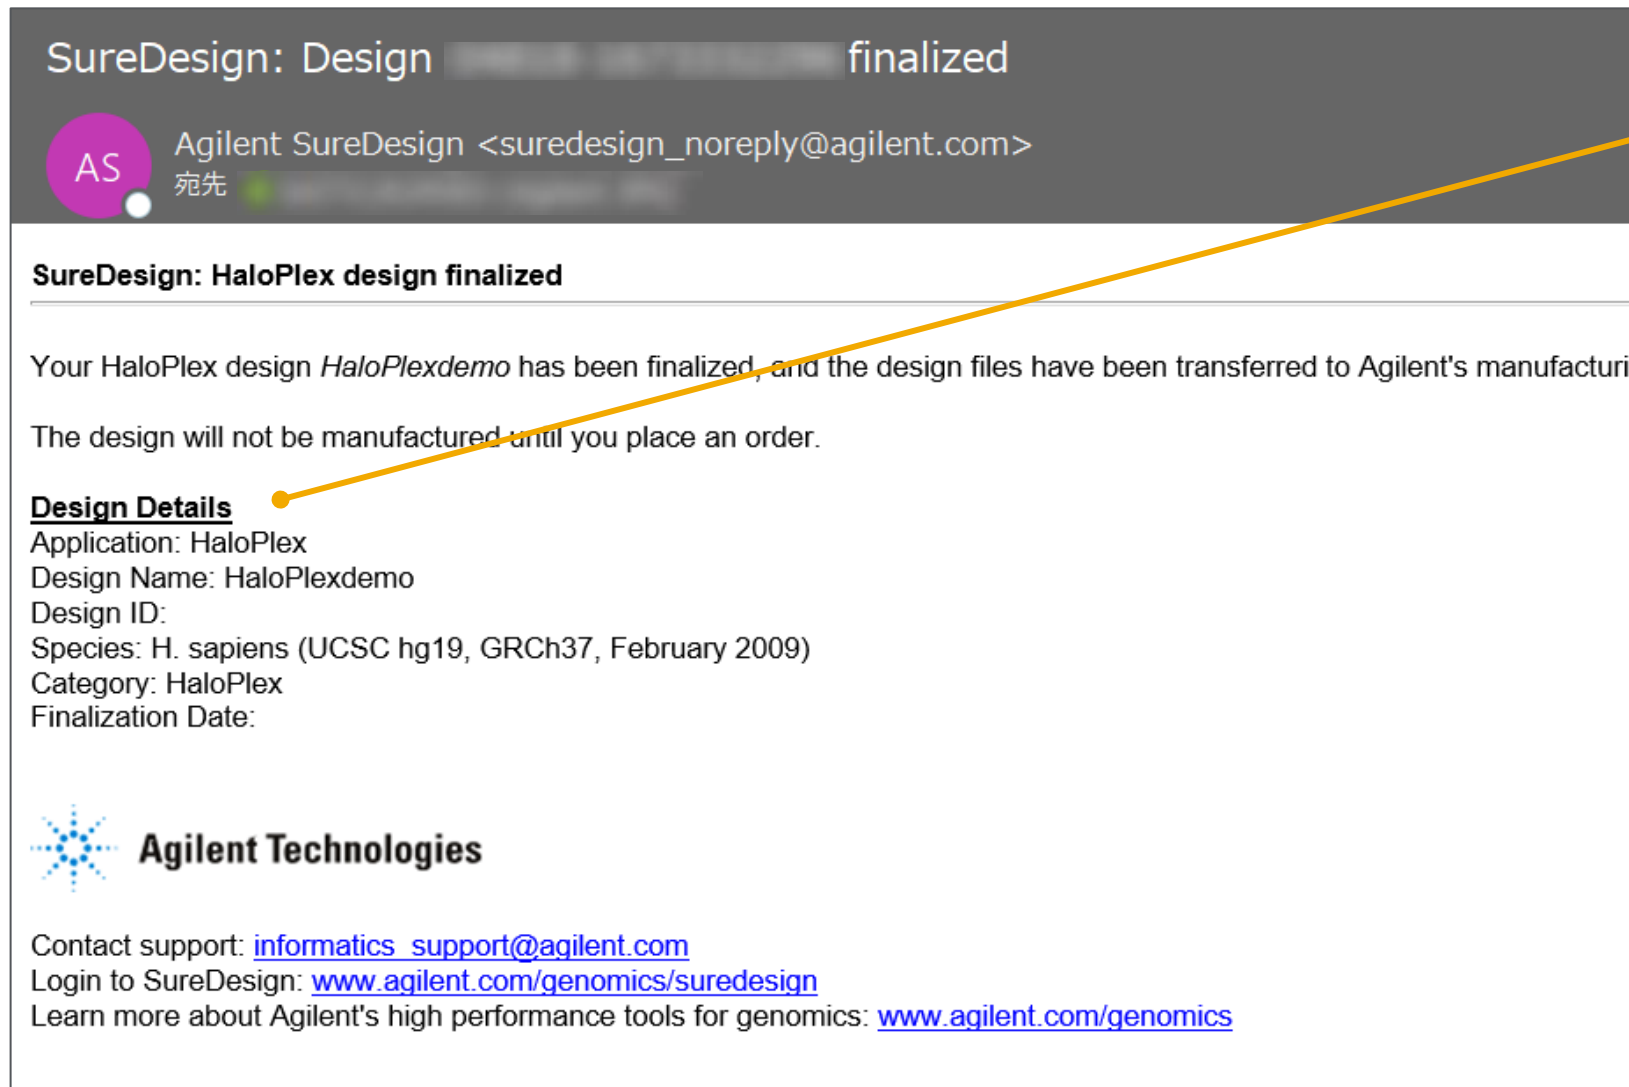 SureDesign: Design finalized
AS
Agilent SureDesign <suredesign_noreply@agilent.com>
宛先
SureDesign: HaloPlex design finalized
Your HaloPlex design HaloPlexdemo has been finalized, and the design files have been transferred to Agilent's manufacturi
The design will not be manufactured until you place an order.
Design Details
Application: HaloPlex
Design Name: HaloPlexdemo
Design ID:
Species: H. sapiens (UCSC hg19, GRCh37, February 2009)
Category: HaloPlex
Finalization Date:
Agilent Technologies
Contact support: informatics_support@agilent.com
Login to SureDesign: www.agilent.com/genomics/suredesign
Learn more about Agilent's high performance tools for genomics: www.agilent.com/genomics